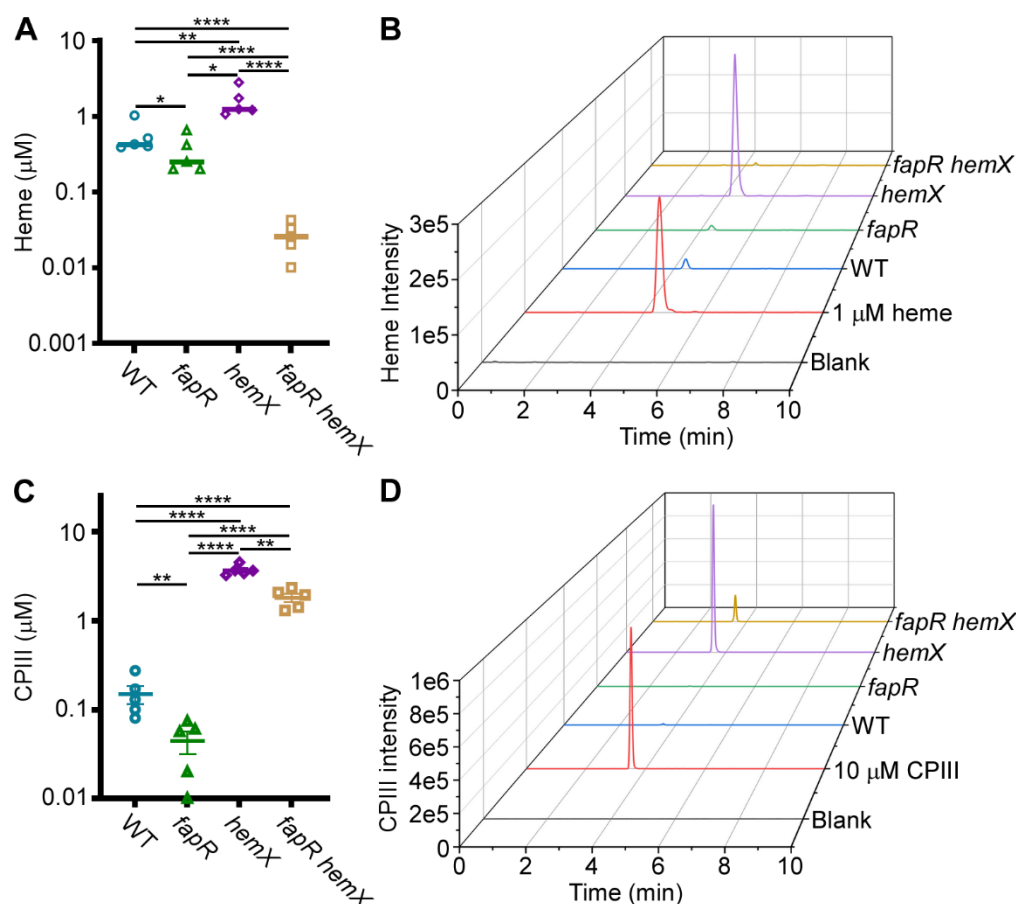 A
****
**
****
*
****
*
Heme (µM)
10
1
0.1
0.01
0.001
WT
fapR
hemX
fapR hemX
B
Heme Intensity
3e5
2e5
1e5
0
0 2 4 6 8 10
Time (min)
fapR hemX
hemX
fapR
WT
1 µM heme
Blank
C
****
****
****
****
**
**
CPIII (µM)
10
1
0.1
0.01
WT
fapR
hemX
fapR hemX
D
CPIII intensity
1e6
8e5
6e5
4e5
2e5
0
0 2 4 6 8 10
Time (min)
fapR hemX
hemX
fapR
WT
10 µM CPIII
Blank